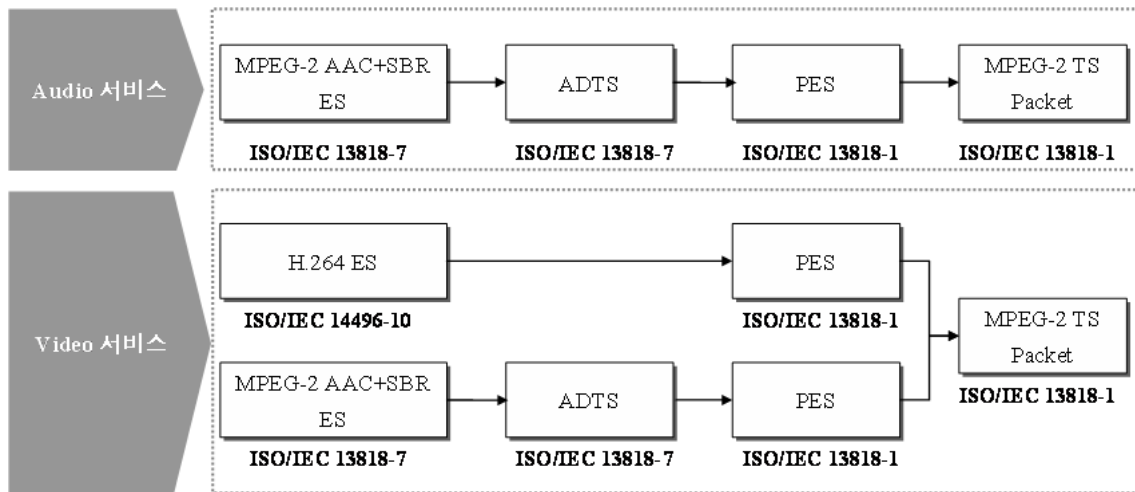 Audio 서비스
MPEG-2 AAC+SBR
ES
ADTS
PES
MPEG-2 TS
Packet
ISO/IEC 13818-7
ISO/IEC 13818-7
ISO/IEC 13818-1
ISO/IEC 13818-1
Video 서비스
H.264 ES
PES
ISO/IEC 14496-10
ISO/IEC 13818-1
MPEG-2 TS
Packet
ISO/IEC 13818-1
MPEG-2 AAC+SBR
ES
ADTS
PES
ISO/IEC 13818-7
ISO/IEC 13818-7
ISO/IEC 13818-1